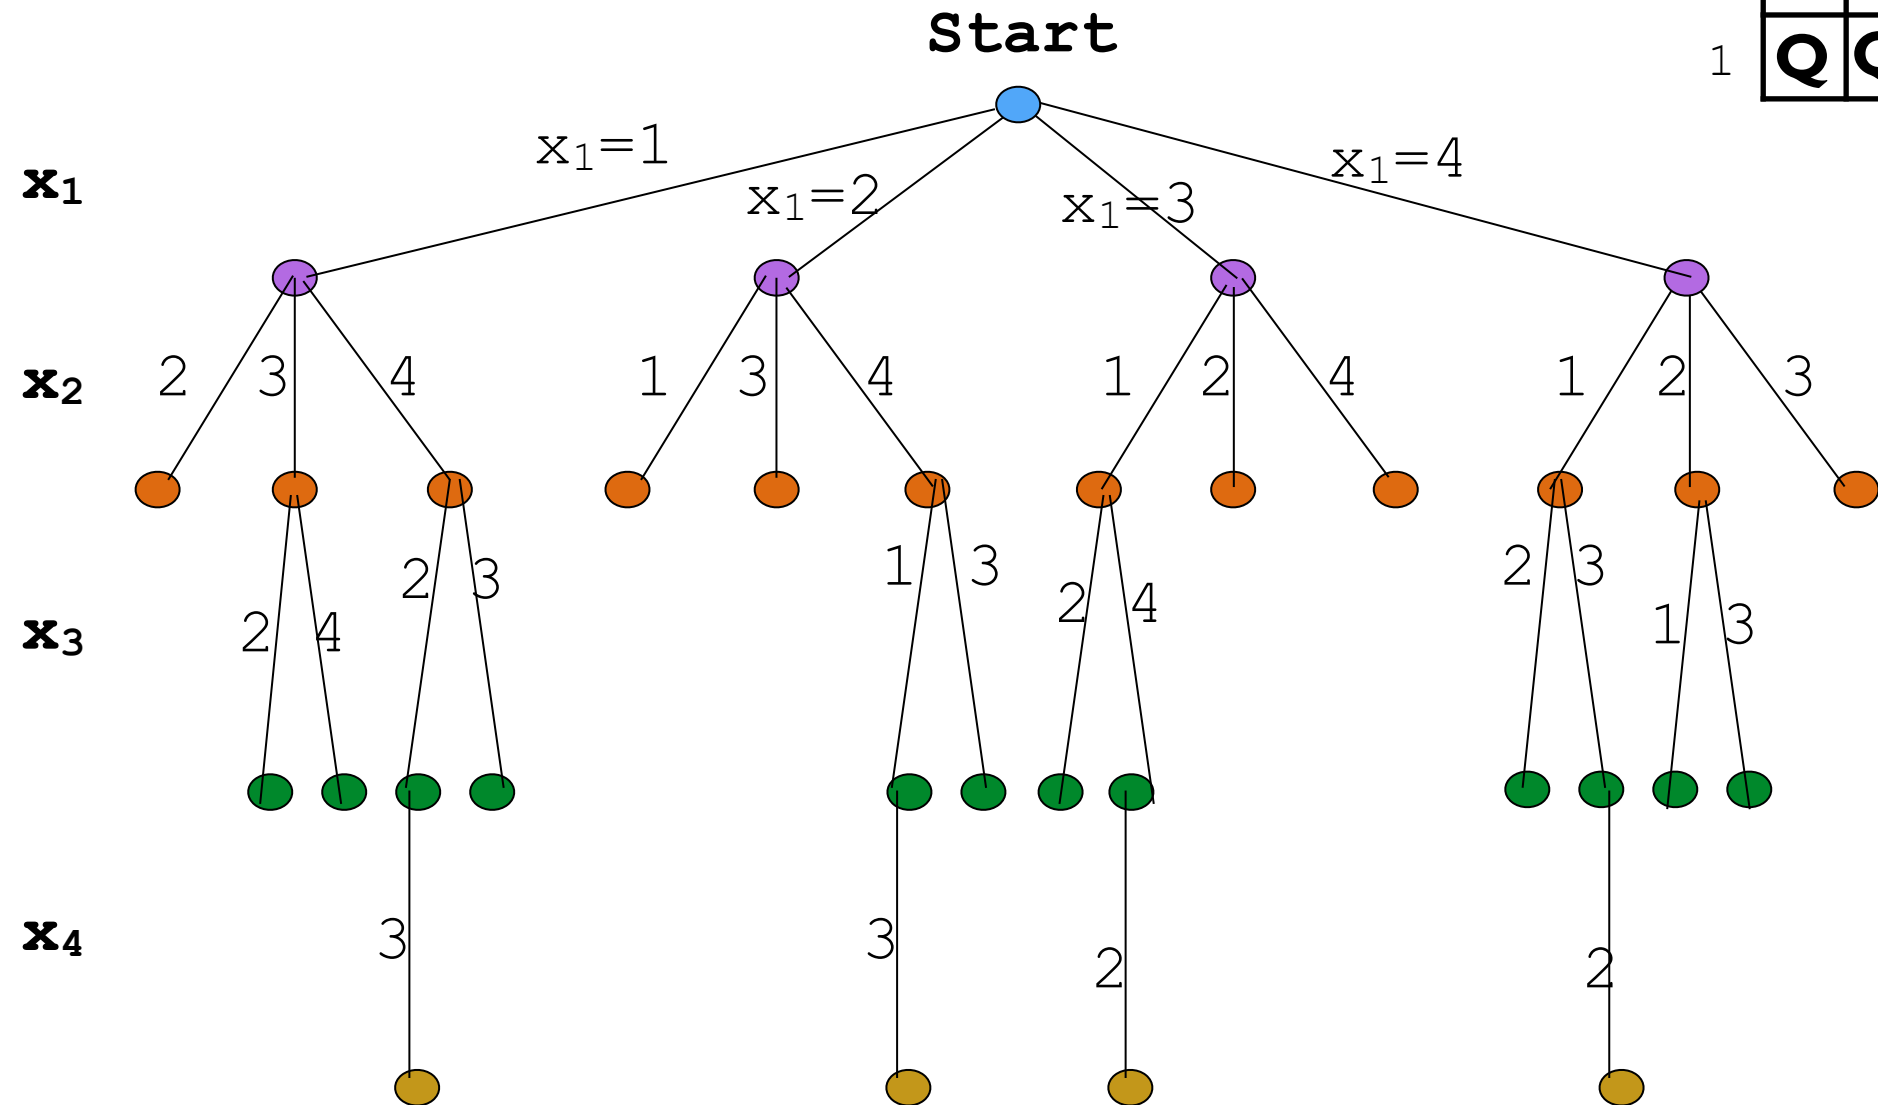 Start
1 Q Q
x₁=1 x₁=2 x₁=3 x₁=4
x₁
x₂ 2 3 4 1 3 4 1 2 4 1 2 3
x₃ 2 4 2 3 1 3 2 4 2 3 1 3
x₄ 3 3 2 2